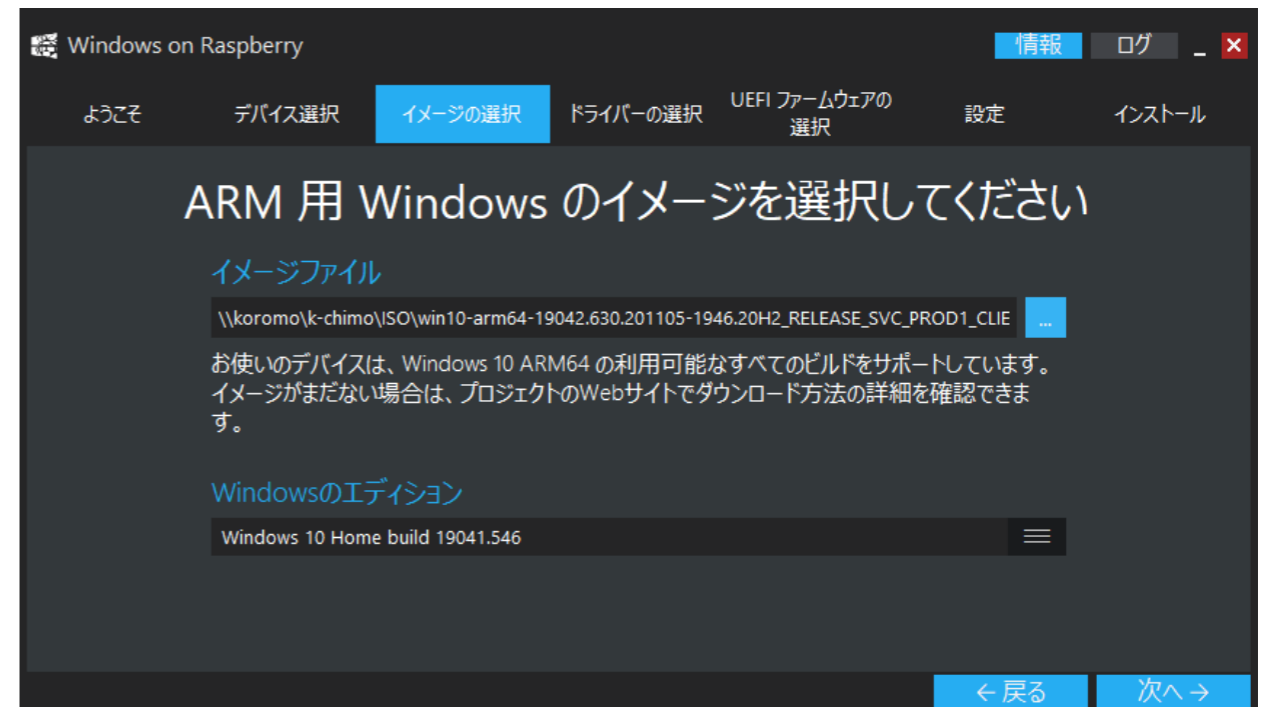 Windows on Raspberry
情報
ログ
ようこそ
デバイス選択
イメージの選択
ドライバーの選択
UEFI ファームウェアの
選択
設定
インストール
ARM 用 Windows のイメージを選択してください
イメージファイル
\\koromo\k-chimo\ISO\win10-arm64-19042.630.201105-1946.20H2_RELEASE_SVC_PROD1_CLIE
...
お使いのデバイスは、Windows 10 ARM64 の利用可能なすべてのビルドをサポートしています。
イメージがまだない場合は、プロジェクトのWebサイトでダウンロード方法の詳細を確認できま
す。
Windowsのエディション
Windows 10 Home build 19041.546
←戻る
次へ→